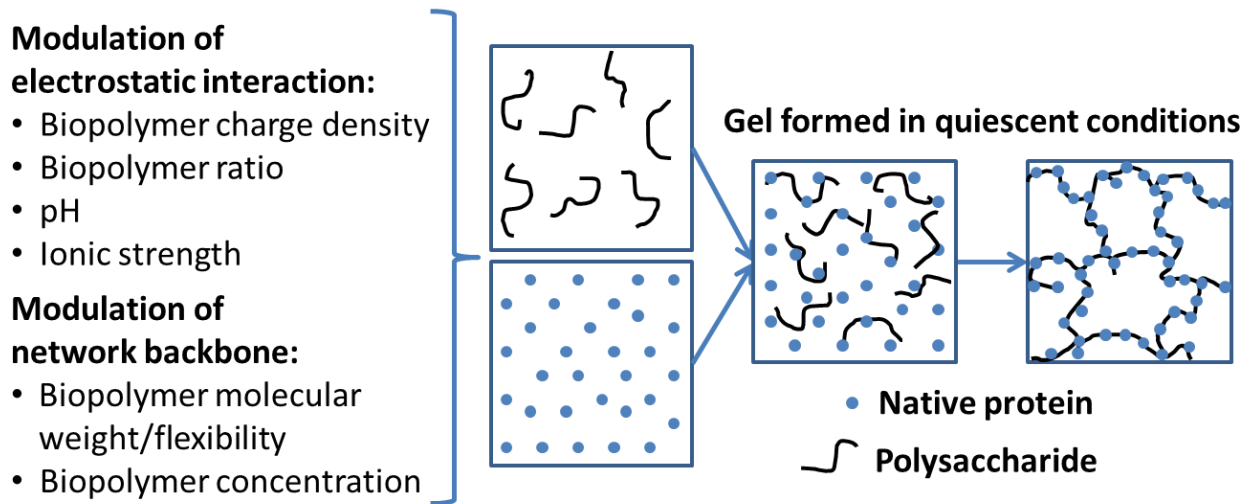 Modulation of
electrostatic interaction:
• Biopolymer charge density
• Biopolymer ratio
• pH
• Ionic strength
Modulation of
network backbone:
• Biopolymer molecular
weight/flexibility
• Biopolymer concentration
Gel formed in quiescent conditions
Native protein
Polysaccharide